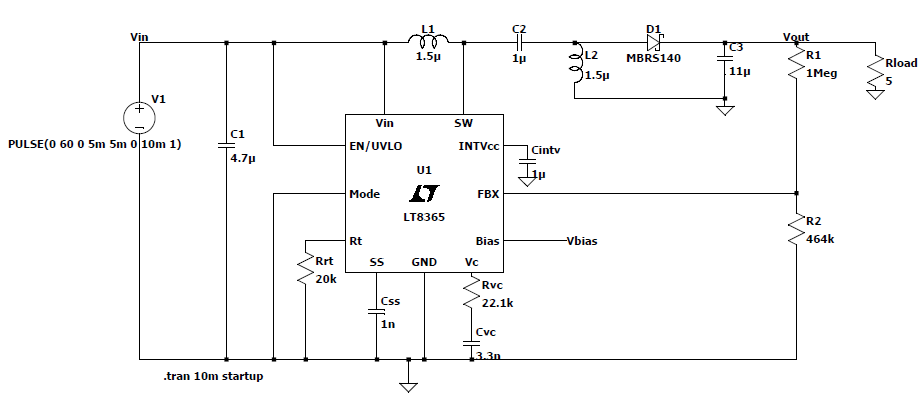 Vin
L1
1.5µ
C2
1µ
L2
1.5µ
D1
MBRS140
C3
11µ
Vout
R1
1Meg
Rload
5
V1
PULSE(0 60 0 5m 5m 0 10m 1)
C1
4.7µ
Vin
SW
EN/UVLO
INTVcc
Cintv
1µ
U1
LT8365
Mode
FBX
Rt
Bias
Vbias
R2
464k
SS
GND
Vc
Rrt
20k
Css
1n
Rvc
22.1k
Cvc
3.3n
.tran 10m startup